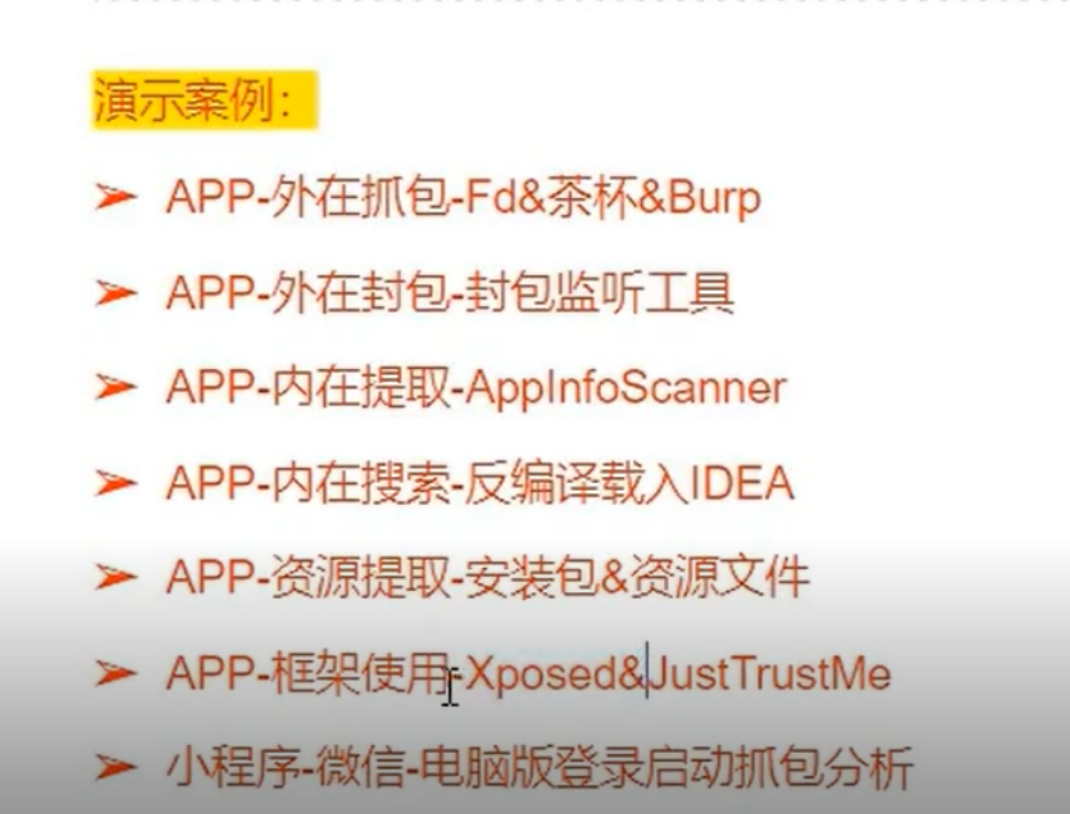 演示案例：
➢ APP-外在抓包-Fd&茶杯&Burp
➢ APP-外在封包-封包监听工具
➢ APP-内在提取-AppInfoScanner
➢ APP-内在搜索-反编译载入IDEA
➢ APP-资源提取-安装包&资源文件
➢ APP-框架使用-Xposed&JustTrustMe
➢ 小程序-微信-电脑版登录启动抓包分析